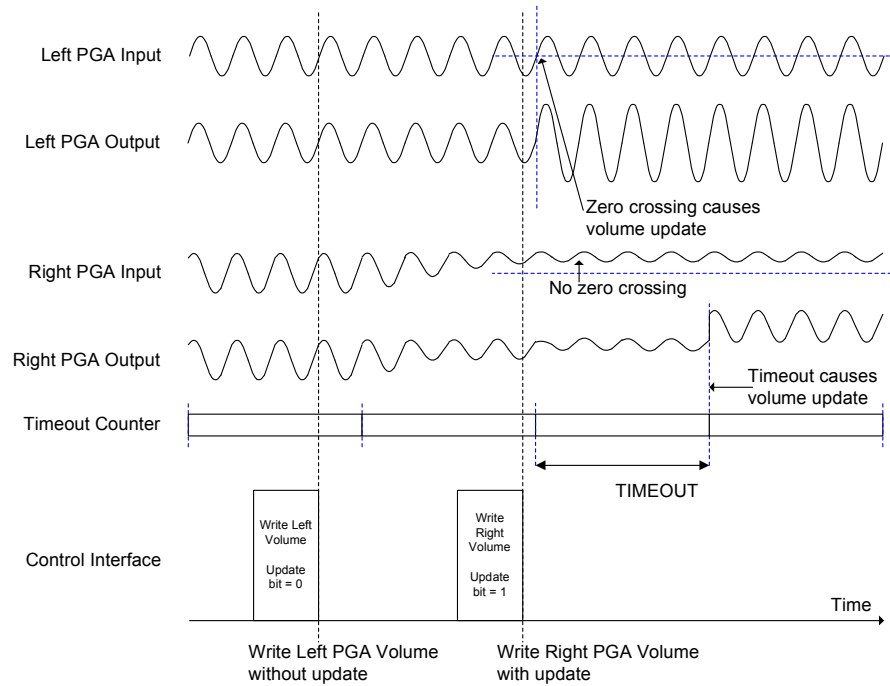 Left PGA Input
Left PGA Output
Zero crossing causes
volume update
Right PGA Input
No zero crossing
Right PGA Output
Timeout causes
volume update
Timeout Counter
TIMEOUT
Write Left
Volume
Update
bit = 0
Write
Right
Volume
Update
bit = 1
Control Interface
Time
Write Left PGA Volume
without update
Write Right PGA Volume
with update